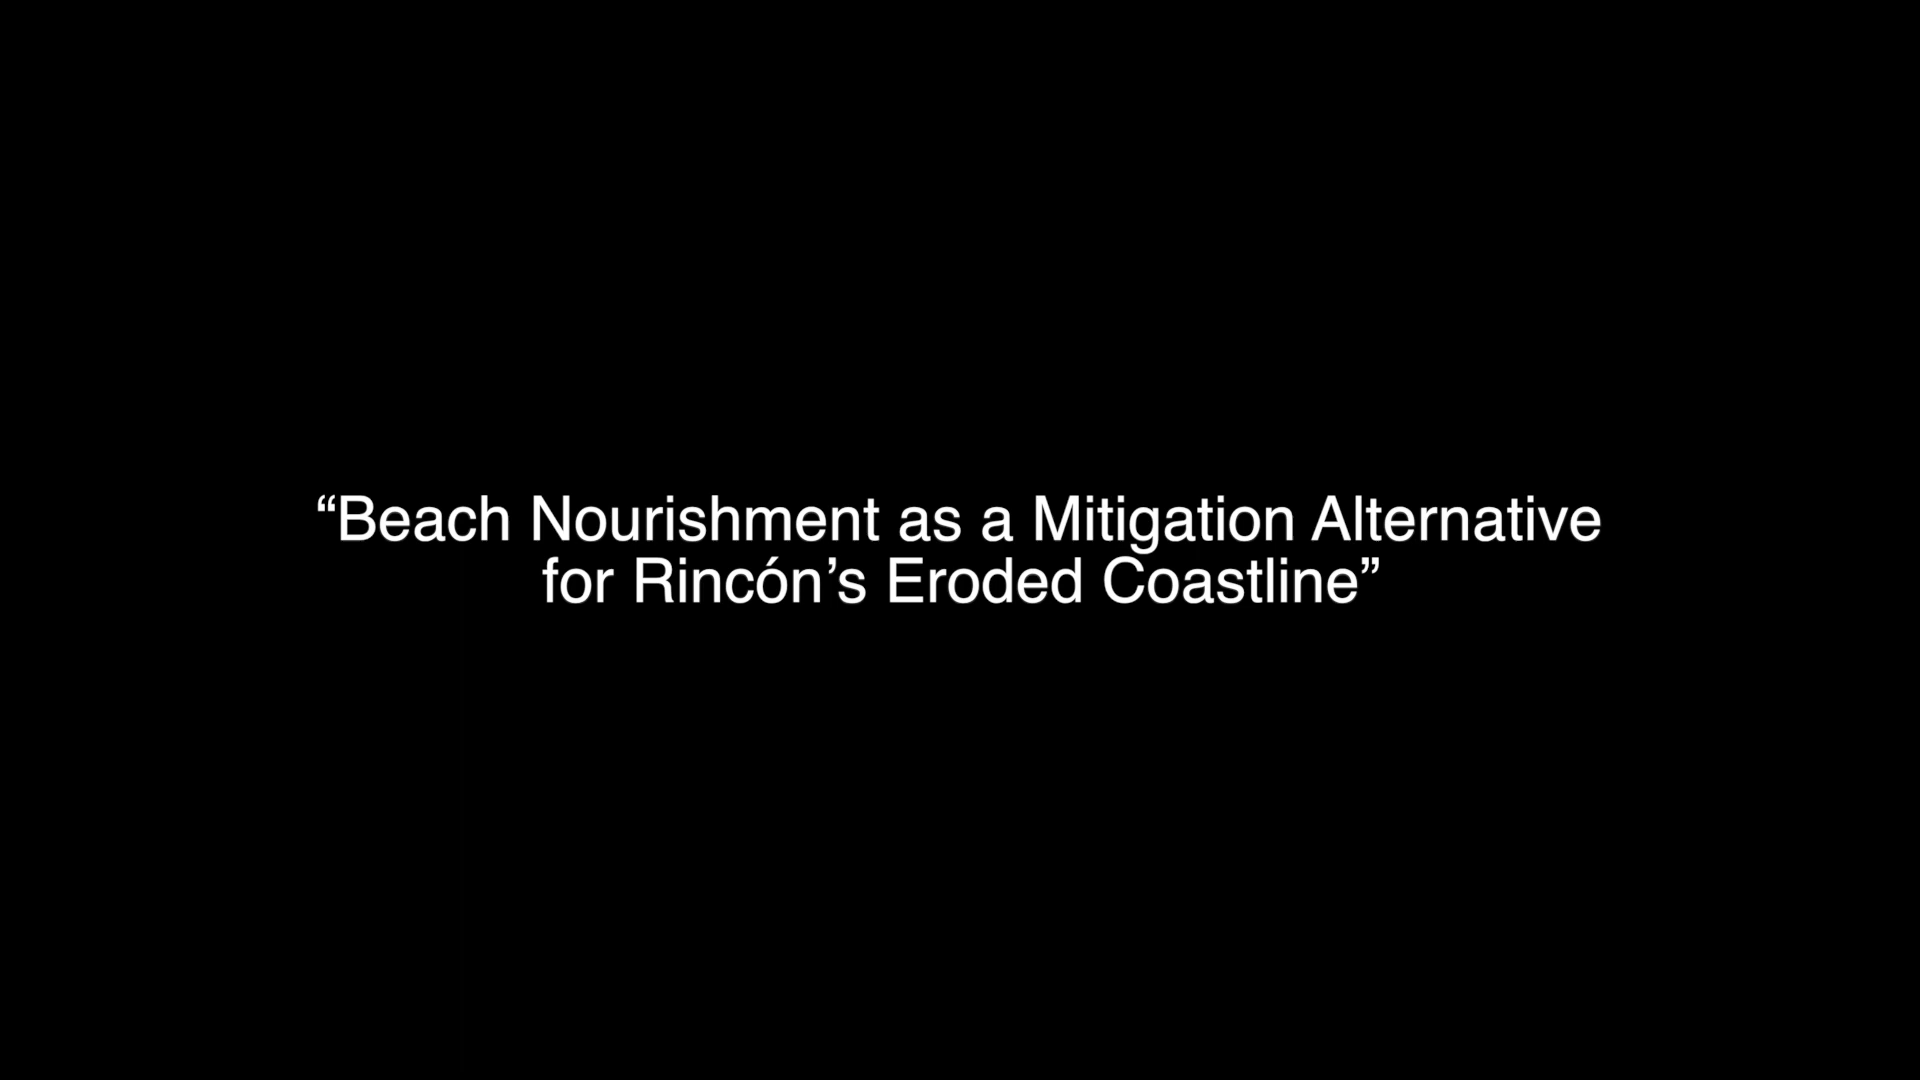 “Beach Nourishment as a Mitigation Alternative
for Rincón’s Eroded Coastline”